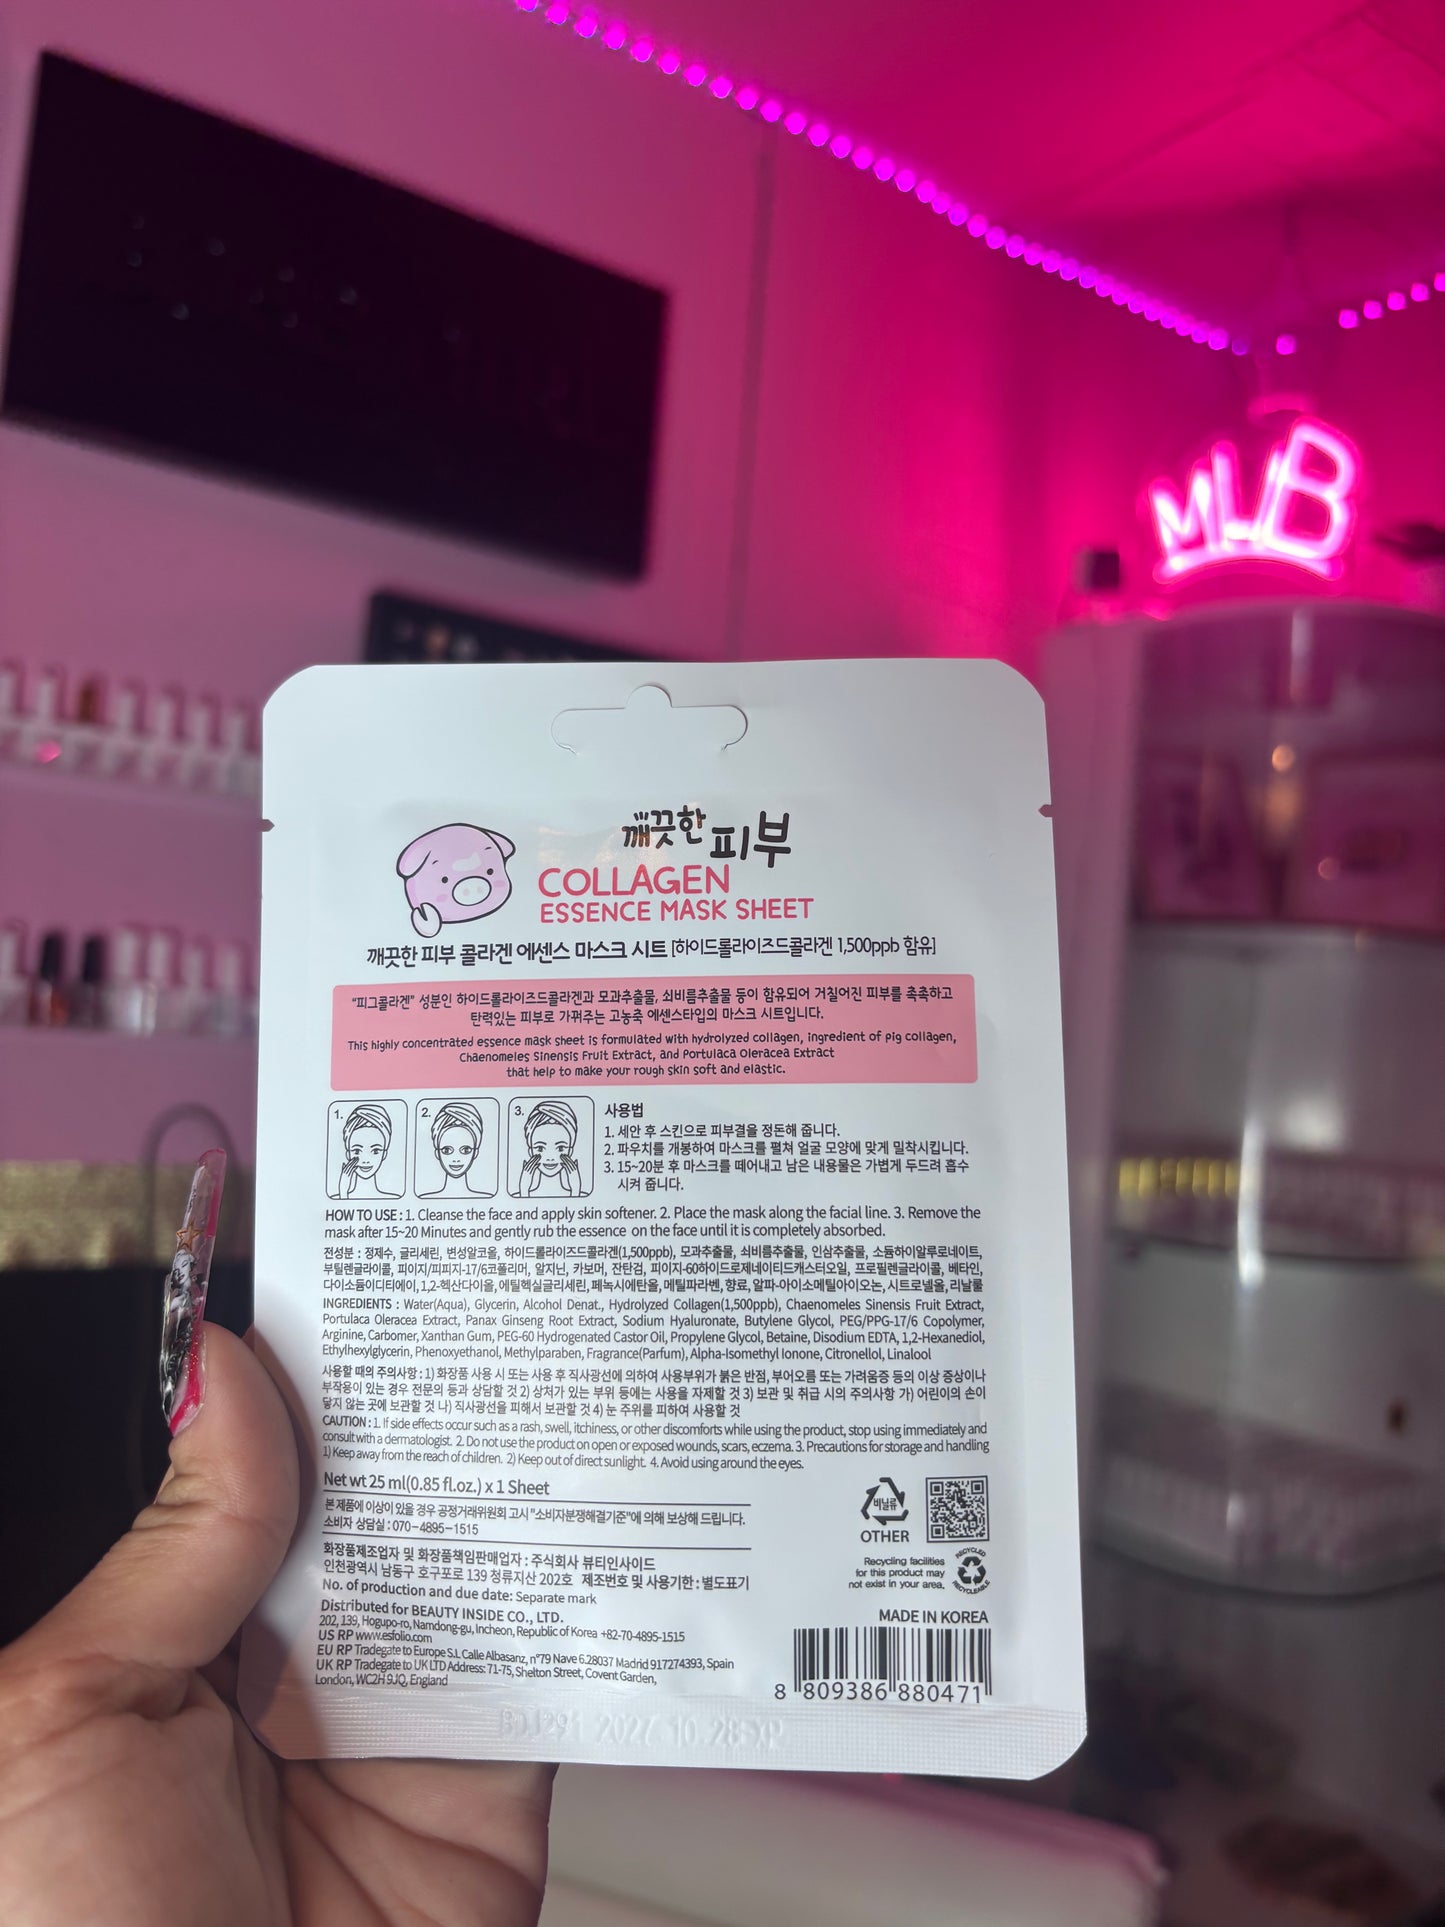 MLB
깨끗한 피부
COLLAGEN
ESSENCE MASK SHEET
깨끗한 피부 콜라겐 에센스 마스크 시트 [하이드롤라이즈드콜라겐 1,500ppb 함유]
"피그콜라겐" 성분인 하이드롤라이즈드콜라겐과 모과추출물, 쇠비름추출물 등이 함유되어 거칠어진 피부를 촉촉하고
탄력있는 피부로 가꿔주는 고농축 에센스타입의 마스크 시트입니다.
This highly concentrated essence mask sheet is formulated with hydrolyzed collagen, ingredient of pig collagen,
Chaenomeles Sinensis Fruit Extract, and Portulaca Oleracea Extract
that help to make your rough skin soft and elastic.
1.
2.
3.
사용법
1. 세안 후 스킨으로 피부결을 정돈해 줍니다.
2. 파우치를 개봉하여 마스크를 펼쳐 얼굴 모양에 맞게 밀착시킵니다.
3. 15~20분 후 마스크를 떼어내고 남은 내용물은 가볍게 두드려 흡수
시켜 줍니다.
HOW TO USE : 1. Cleanse the face and apply skin softener. 2. Place the mask along the facial line. 3. Remove the
mask after 15~20 Minutes and gently rub the essence on the face until it is completely absorbed.
전성분 : 정제수, 글리세린, 변성알코올, 하이드롤라이즈드콜라겐(1,500ppb), 모과추출물, 쇠비름추출물, 인삼추출물, 소듐하이알루로네이트,
부틸렌글라이콜, 피이지/피피지-17/6코폴리머, 알지닌, 카보머, 잔탄검, 피이지-60하이드로제네이티드캐스터오일, 프로필렌글라이콜, 베타인,
다이소듐이디티에이, 1,2-헥산다이올, 에틸헥실글리세린, 페녹시에탄올, 메틸파라벤, 향료, 알파-아이소메틸아이오논, 시트로넬올, 리날룰
INGREDIENTS : Water(Aqua), Glycerin, Alcohol Denat., Hydrolyzed Collagen(1,500ppb), Chaenomeles Sinensis Fruit Extract,
Portulaca Oleracea Extract, Panax Ginseng Root Extract, Sodium Hyaluronate, Butylene Glycol, PEG/PPG-17/6 Copolymer,
Arginine, Carbomer, Xanthan Gum, PEG-60 Hydrogenated Castor Oil, Propylene Glycol, Betaine, Disodium EDTA, 1,2-Hexanediol,
Ethylhexylglycerin, Phenoxyethanol, Methylparaben, Fragrance(Parfum), Alpha-Isomethyl Ionone, Citronellol, Linalool
사용할 때의 주의사항 : 1) 화장품 사용 시 또는 사용 후 직사광선에 의하여 사용부위가 붉은 반점, 부어오름 또는 가려움증 등의 이상 증상이나
부작용이 있는 경우 전문의 등과 상담할 것 2) 상처가 있는 부위 등에는 사용을 자제할 것 3) 보관 및 취급 시의 주의사항 가) 어린이의 손이
닿지 않는 곳에 보관할 것 나) 직사광선을 피해서 보관할 것 4) 눈 주위를 피하여 사용할 것
CAUTION : 1. If side effects occur such as a rash, swell, itchiness, or other discomforts while using the product, stop using immediately and
consult with a dermatologist. 2. Do not use the product on open or exposed wounds, scars, eczema. 3. Precautions for storage and handling
1) Keep away from the reach of children. 2) Keep out of direct sunlight. 4. Avoid using around the eyes.
Net wt 25 ml(0.85 fl.oz.) x 1 Sheet
본 제품에 이상이 있을 경우 공정거래위원회 고시 "소비자분쟁해결기준"에 의해 보상해 드립니다.
소비자 상담실 : 070-4895-1515
화장품제조업자 및 화장품책임판매업자 : 주식회사 뷰티인사이드
인천광역시 남동구 호구포로 139 청류지산 202호 제조번호 및 사용기한 : 별도표기
No. of production and due date: Separate mark
Distributed for BEAUTY INSIDE CO., LTD.
202, 139, Hogupo-ro, Namdong-gu, Incheon, Republic of Korea +82-70-4895-1515
US RP www.esfolio.com
EU RP Tradegate to Europe S.L Calle Albasanz, nº79 Nave 6.28037 Madrid 917274393, Spain
UK RP Tradegate to UK LTD Address: 71-75, Shelton Street, Covent Garden,
London, WC2H 9JQ, England
비닐류
OTHER
Recycling facilities
for this product may
not exist in your area.
RECYCLED
RECYCLABLE
MADE IN KOREA
8 809386 880471
2027.10.28